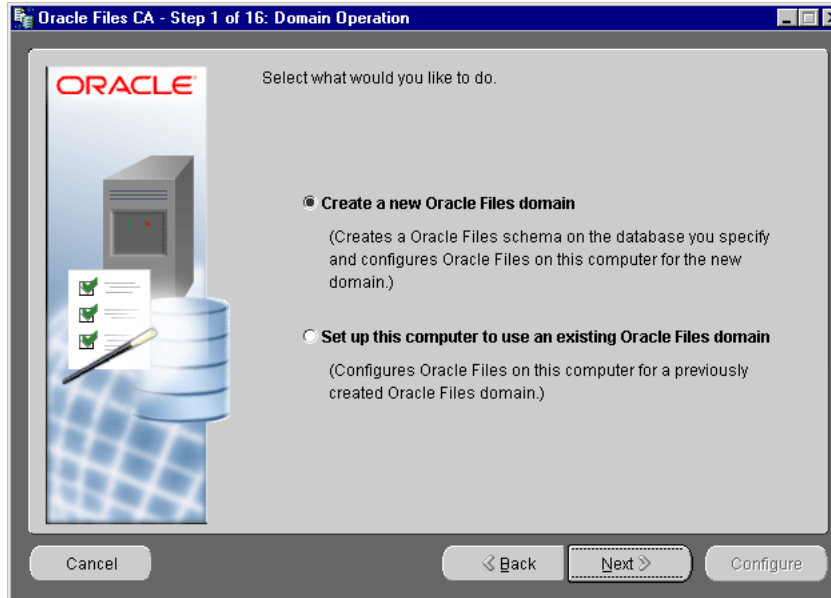 Oracle Files CA - Step 1 of 16: Domain Operation
ORACLE
Select what would you like to do.
Create a new Oracle Files domain
(Creates a Oracle Files schema on the database you specify
and configures Oracle Files on this computer for the new
domain.)
Set up this computer to use an existing Oracle Files domain
(Configures Oracle Files on this computer for a previously
created Oracle Files domain.)
Cancel
Back
Next
Configure